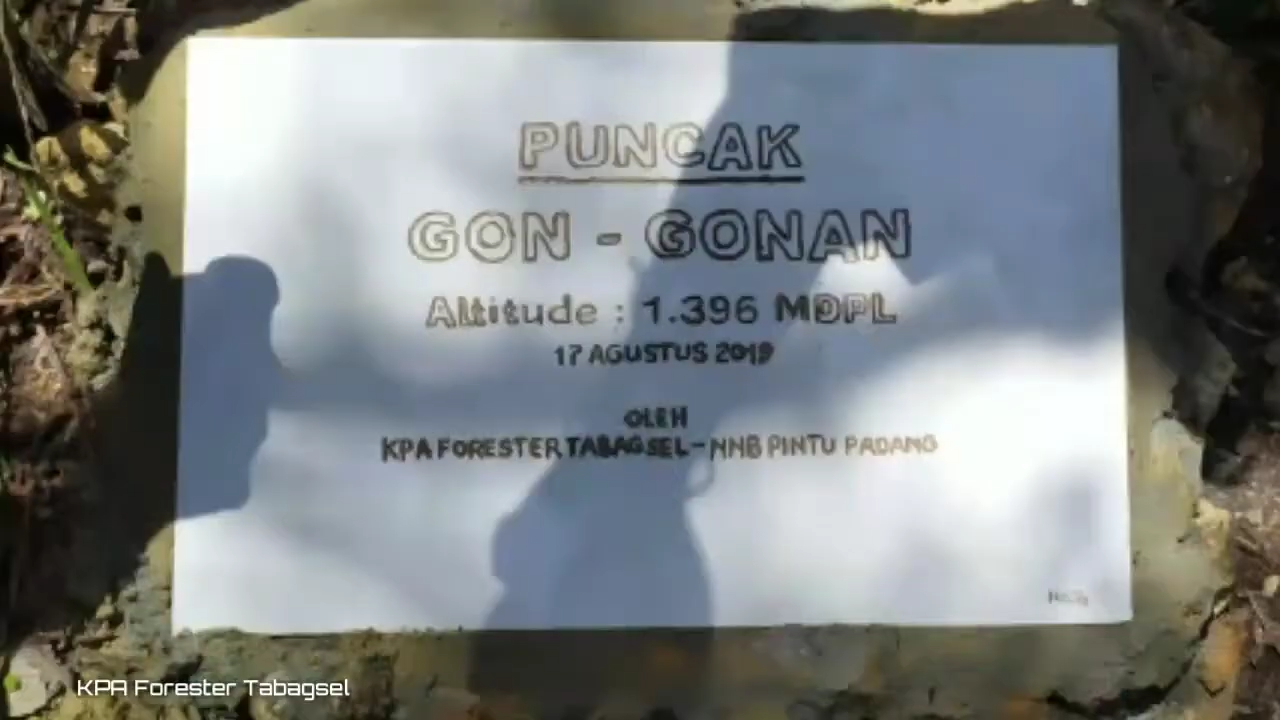 PUNCAK
GON - GONAN
Altitude : 1.396 MDPL
17 AGUSTUS 2019
OLEH
KPA FORESTER TABAGSEL - NNB PINTU PADANG
KPA Forester Tabagsel